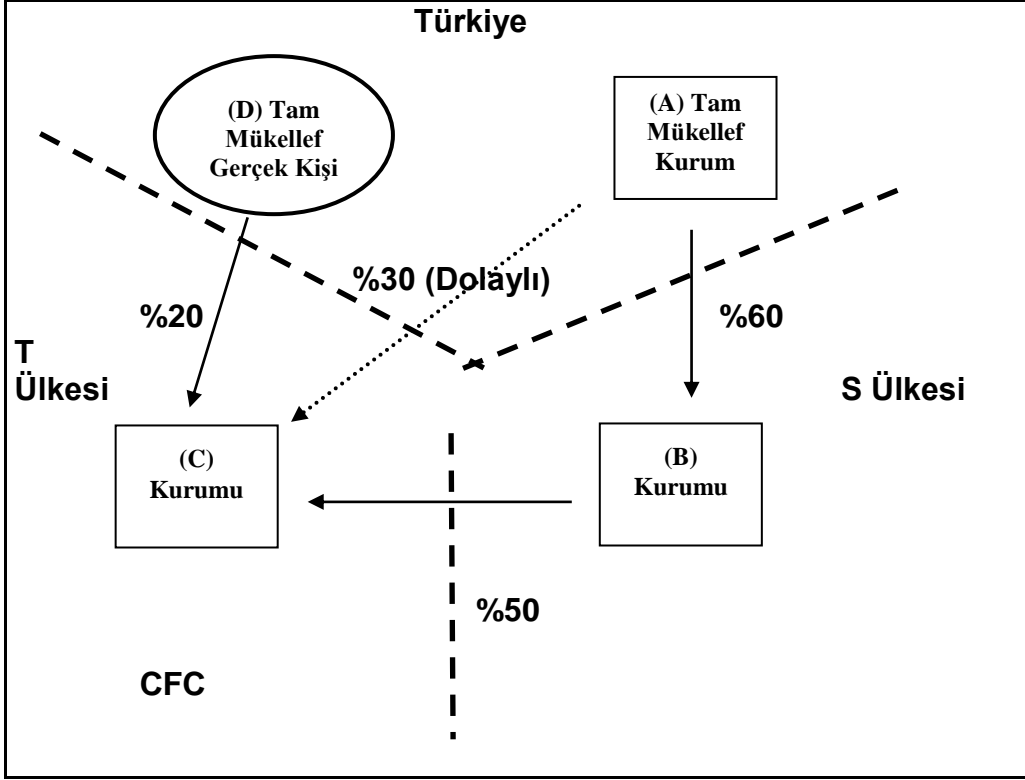 Türkiye
(D) Tam
Mükellef
Gerçek Kişi
(A) Tam
Mükellef
Kurum
%30 (Dolaylı)
%20
%60
T
Ülkesi
S Ülkesi
(C)
Kurumu
(B)
Kurumu
%50
CFC